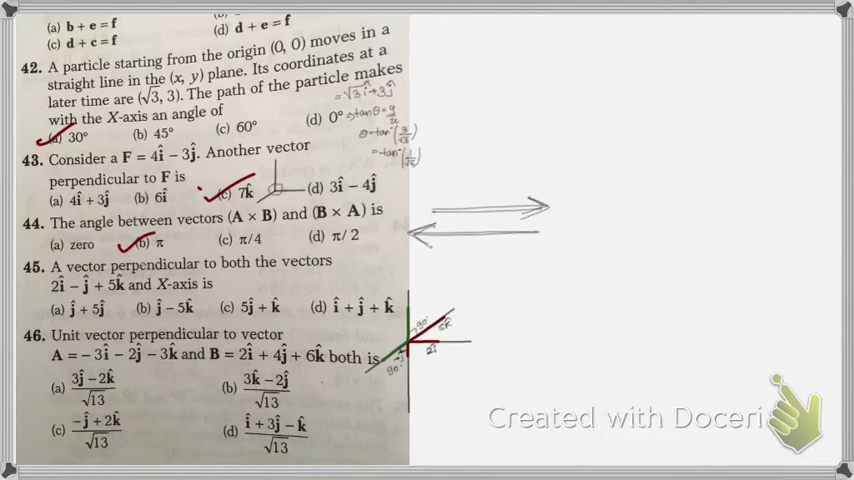 (a) b + e = f
(d) d + e = f
(c) d + c = f
42. A particle starting from the origin (0, 0) moves in a
straight line in the (x, y) plane. Its coordinates at a
later time are (√3, 3). The path of the particle makes
with the X-axis an angle of
(a) 30° (b) 45° (c) 60° (d) 0°
= √3 î + 3 ĵ
⇒ tanθ = y/x
θ = tan⁻¹(3/√3)
= tan⁻¹(1/√3)
43. Consider a F = 4î − 3ĵ. Another vector
perpendicular to F is
(a) 4î + 3ĵ (b) 6î (c) 7k̂ (d) 3î − 4ĵ
44. The angle between vectors (A × B) and (B × A) is
(a) zero (b) π (c) π/4 (d) π/2
45. A vector perpendicular to both the vectors
2î − ĵ + 5k̂ and X-axis is
(a) ĵ + 5ĵ (b) ĵ − 5k̂ (c) 5ĵ + k̂ (d) î + ĵ + k̂
46. Unit vector perpendicular to vector
A = − 3î − 2ĵ − 3k̂ and B = 2î + 4ĵ + 6k̂ both is
(a) 3ĵ − 2k̂ / √13 (b) 3k̂ − 2ĵ / √13
(c) −ĵ + 2k̂ / √13 (d) î + 3ĵ − k̂ / √13
90°
5k̂
2î
-ĵ
90°
Created with Doceri